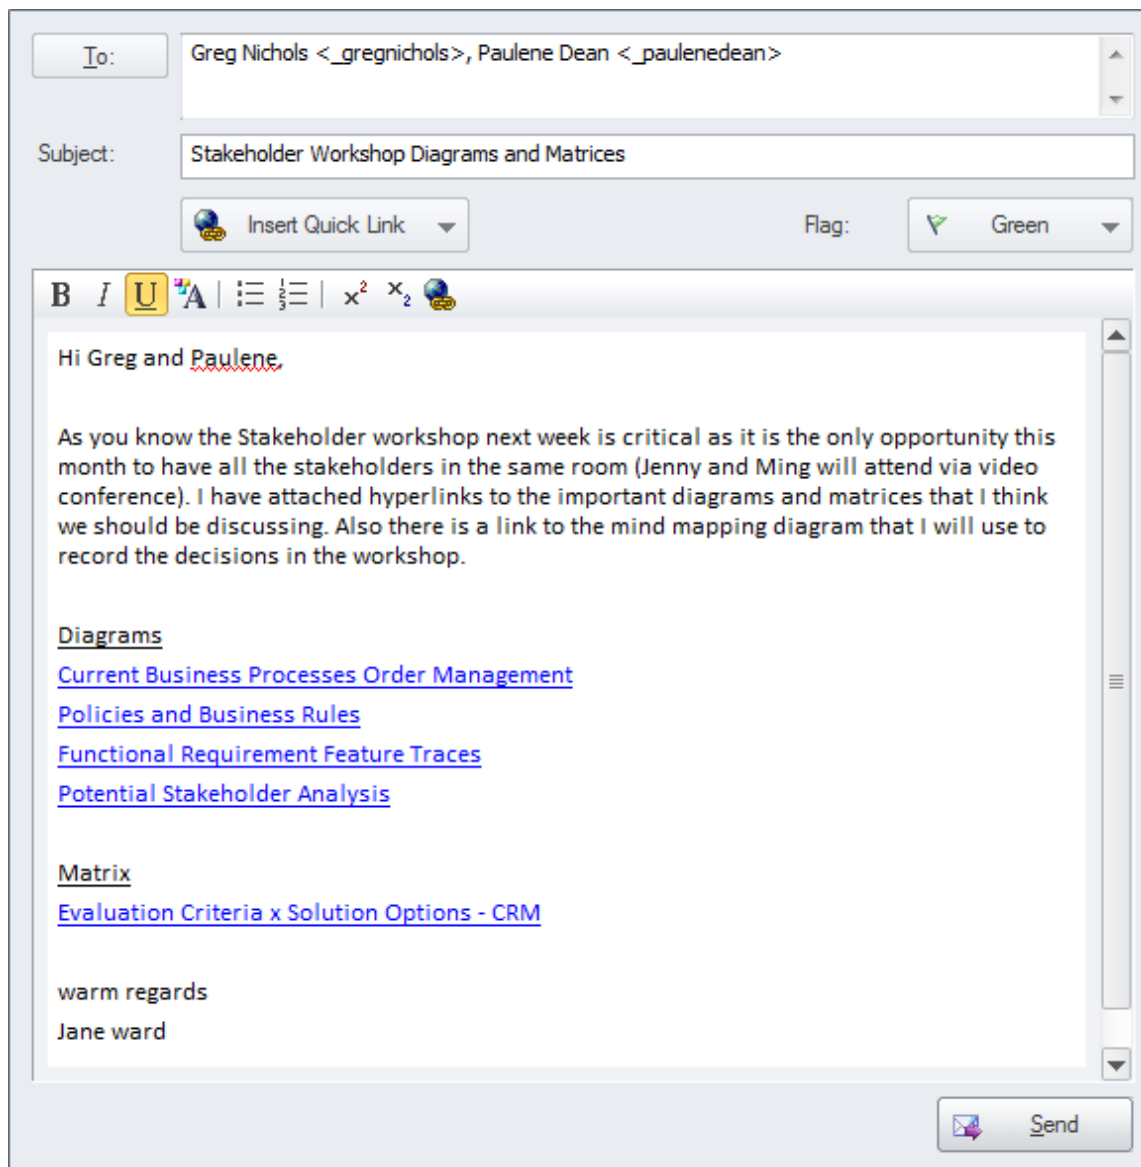 To: Greg Nichols <_gregnichols>, Paulene Dean <_paulenedean>
Subject: Stakeholder Workshop Diagrams and Matrices
Insert Quick Link Flag: Green
B I U A x² x₂
Hi Greg and Paulene,
As you know the Stakeholder workshop next week is critical as it is the only opportunity this
month to have all the stakeholders in the same room (Jenny and Ming will attend via video
conference). I have attached hyperlinks to the important diagrams and matrices that I think
we should be discussing. Also there is a link to the mind mapping diagram that I will use to
record the decisions in the workshop.
Diagrams
Current Business Processes Order Management
Policies and Business Rules
Functional Requirement Feature Traces
Potential Stakeholder Analysis
Matrix
Evaluation Criteria x Solution Options - CRM
warm regards
Jane ward
Send